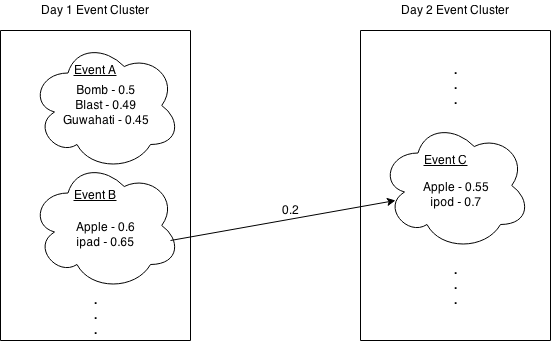 Day 1 Event Cluster
Event A
Bomb - 0.5
Blast - 0.49
Guwahati - 0.45
Event B
Apple - 0.6
ipad - 0.65
.
.
.
0.2
Day 2 Event Cluster
.
.
.
Event C
Apple - 0.55
ipod - 0.7
.
.
.